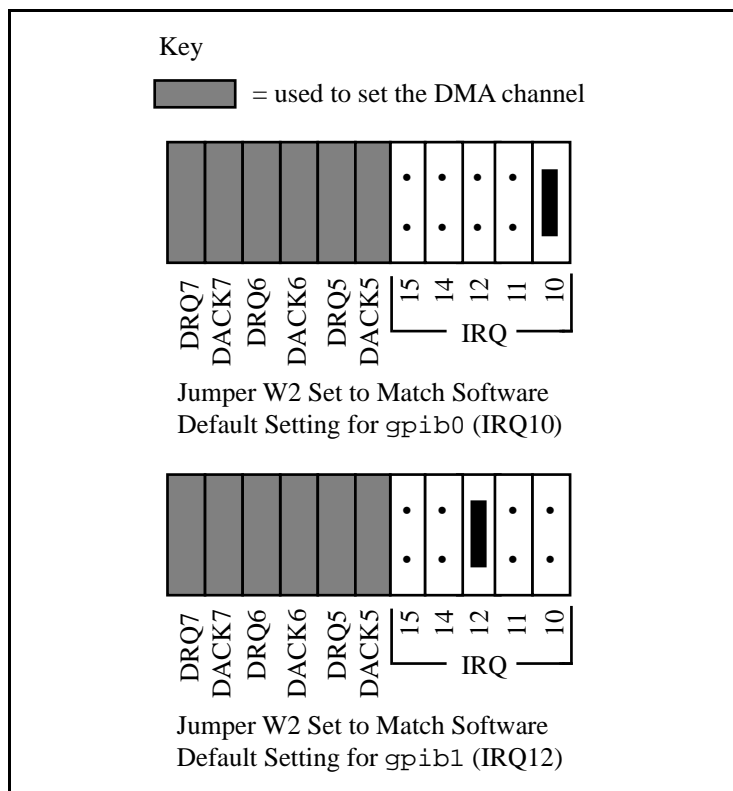 Key
= used to set the DMA channel
DRQ7 DACK7 DRQ6 DACK6 DRQ5 DACK5 15 14 12 11 10
IRQ
Jumper W2 Set to Match Software
Default Setting for gpib0 (IRQ10)
DRQ7 DACK7 DRQ6 DACK6 DRQ5 DACK5 15 14 12 11 10
IRQ
Jumper W2 Set to Match Software
Default Setting for gpib1 (IRQ12)